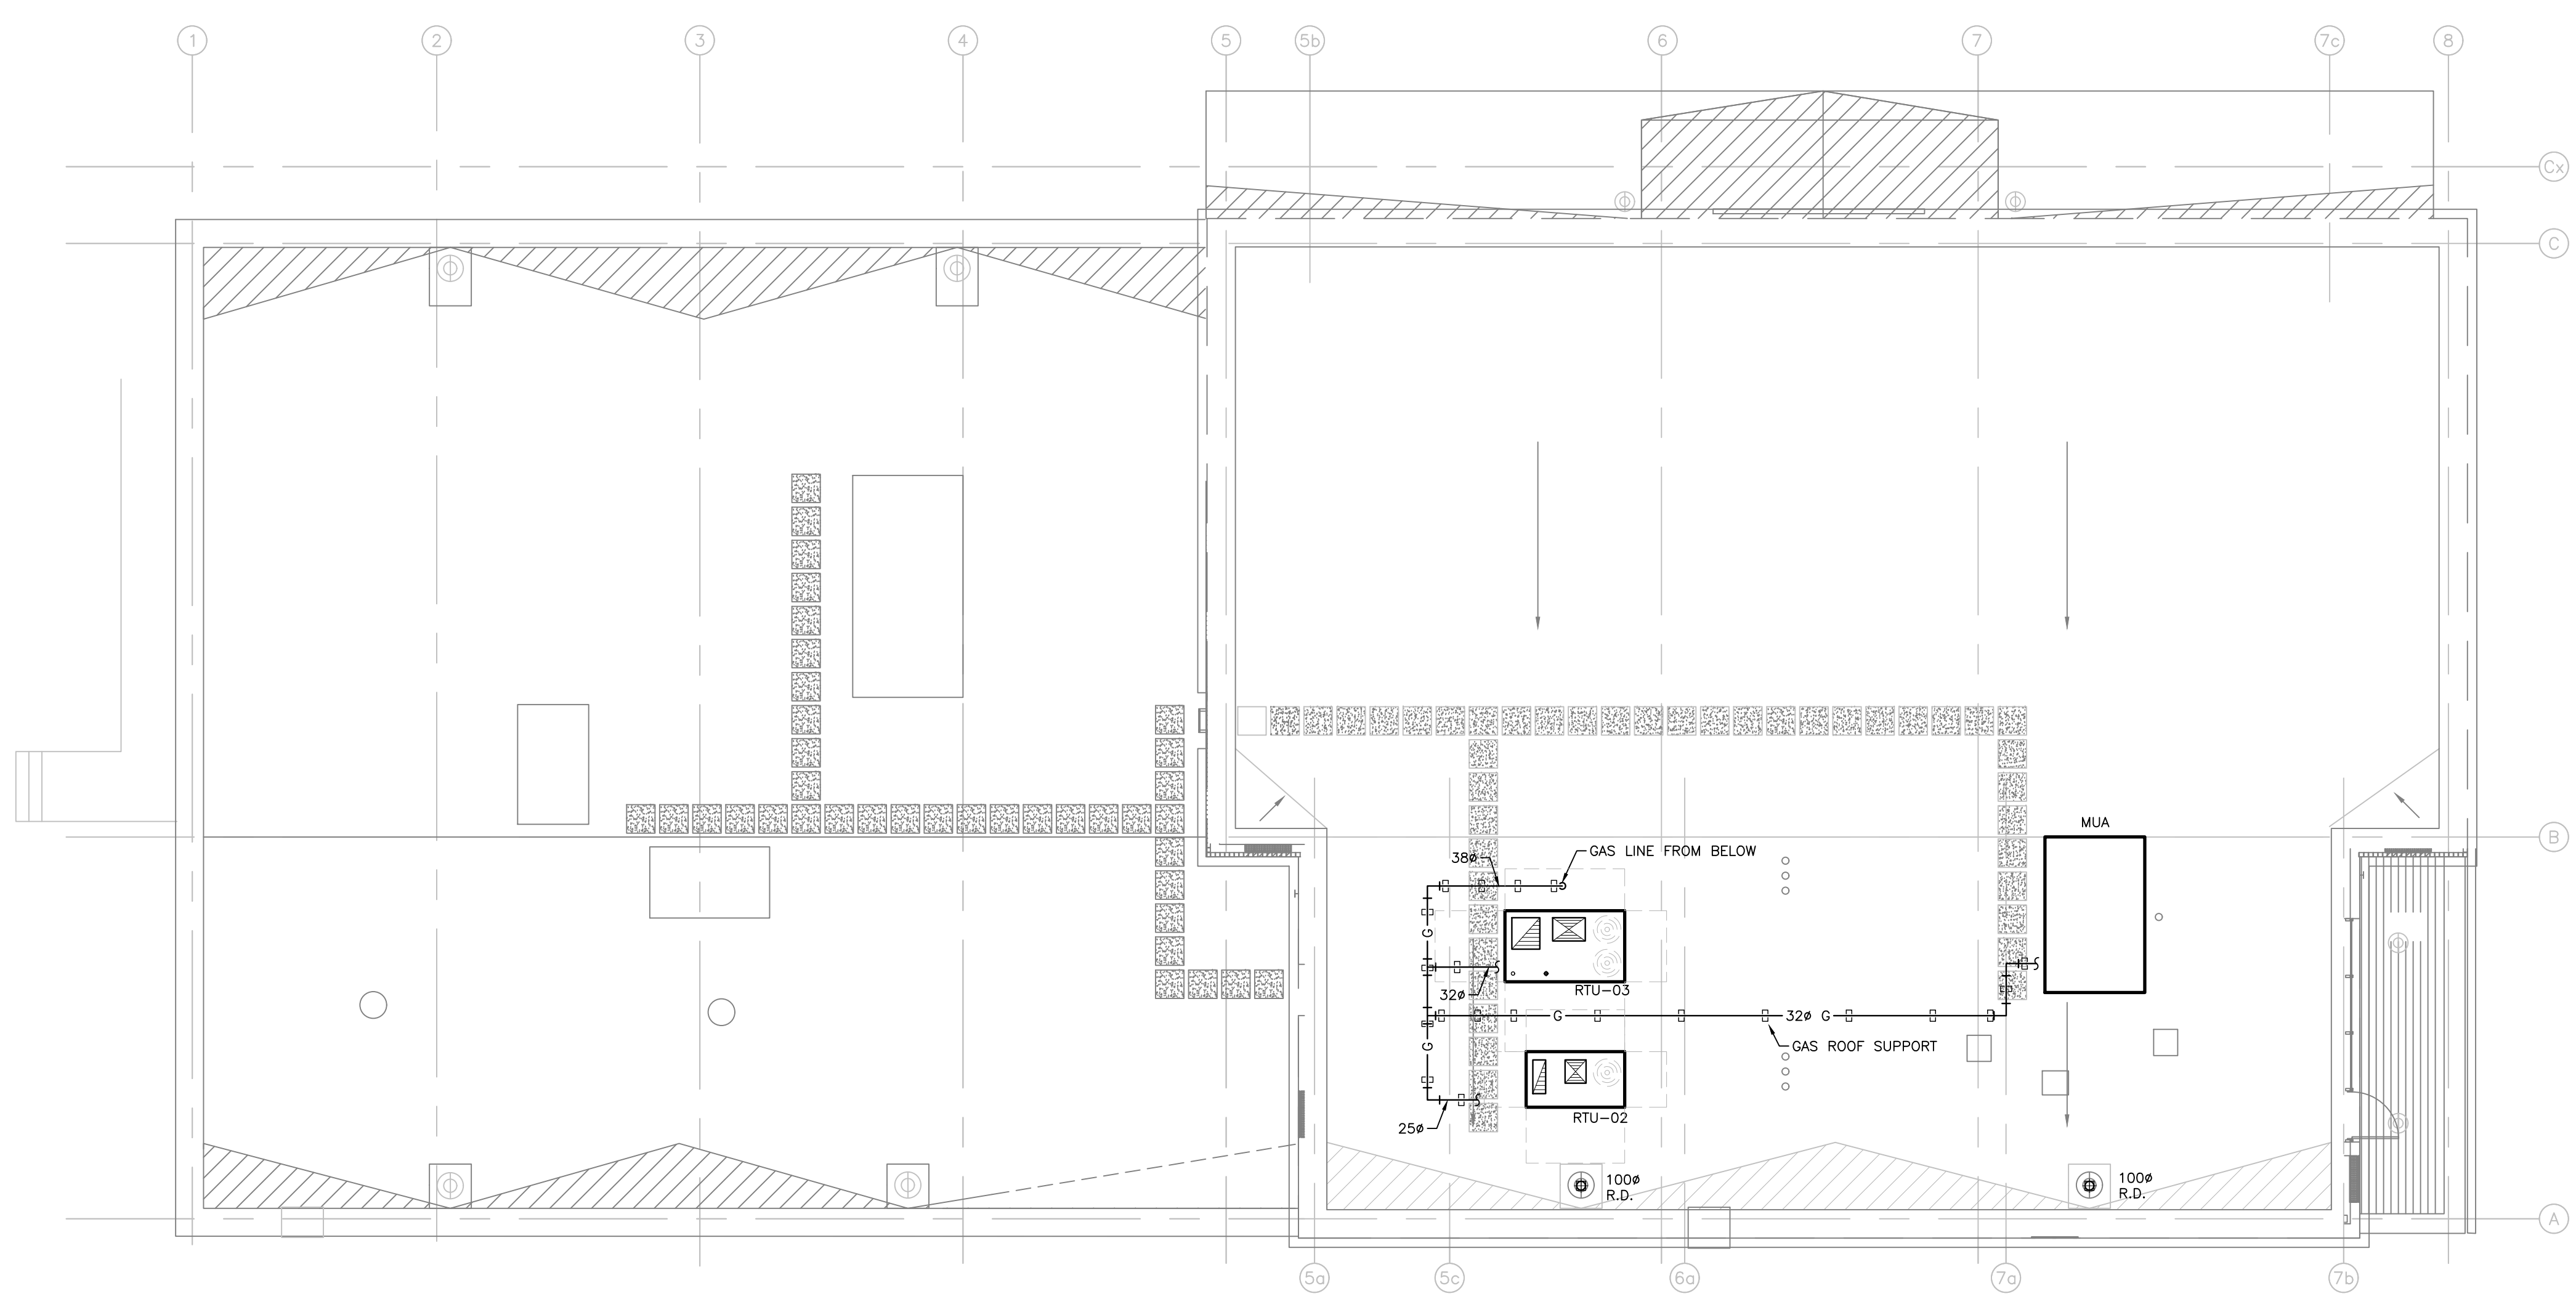 1
2
3
4
5
5b
6
7
7c
8
Cx
C
B
MUA
38ø
GAS LINE FROM BELOW
G
32ø
RTU-03
G
32ø
G
G
GAS ROOF SUPPORT
25ø
RTU-02
100ø
R.D.
100ø
R.D.
A
5a
5c
6a
7a
7b